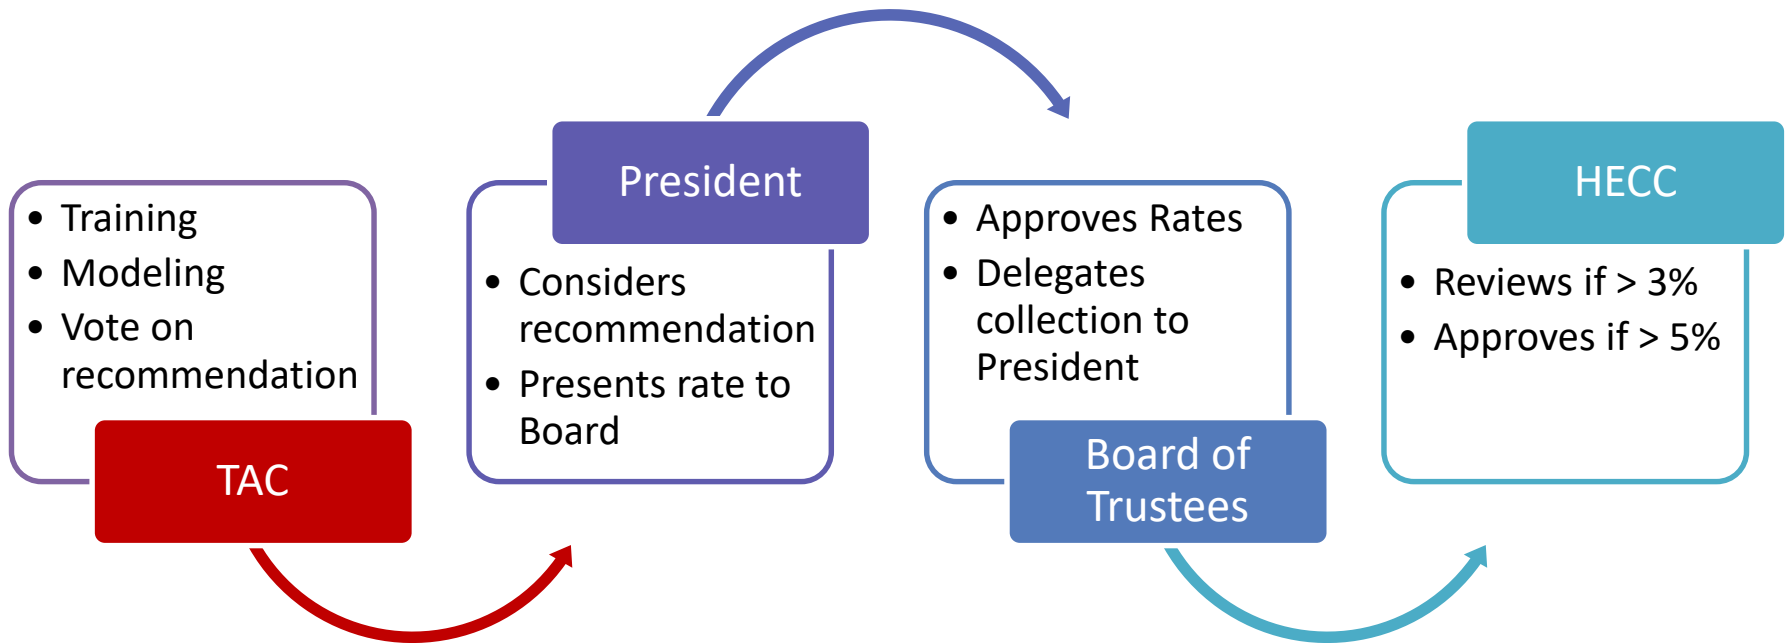 • Training
• Modeling
• Vote on
recommendation
TAC
President
• Considers
recommendation
• Presents rate to
Board
• Approves Rates
• Delegates
collection to
President
Board of
Trustees
HECC
• Reviews if > 3%
• Approves if > 5%